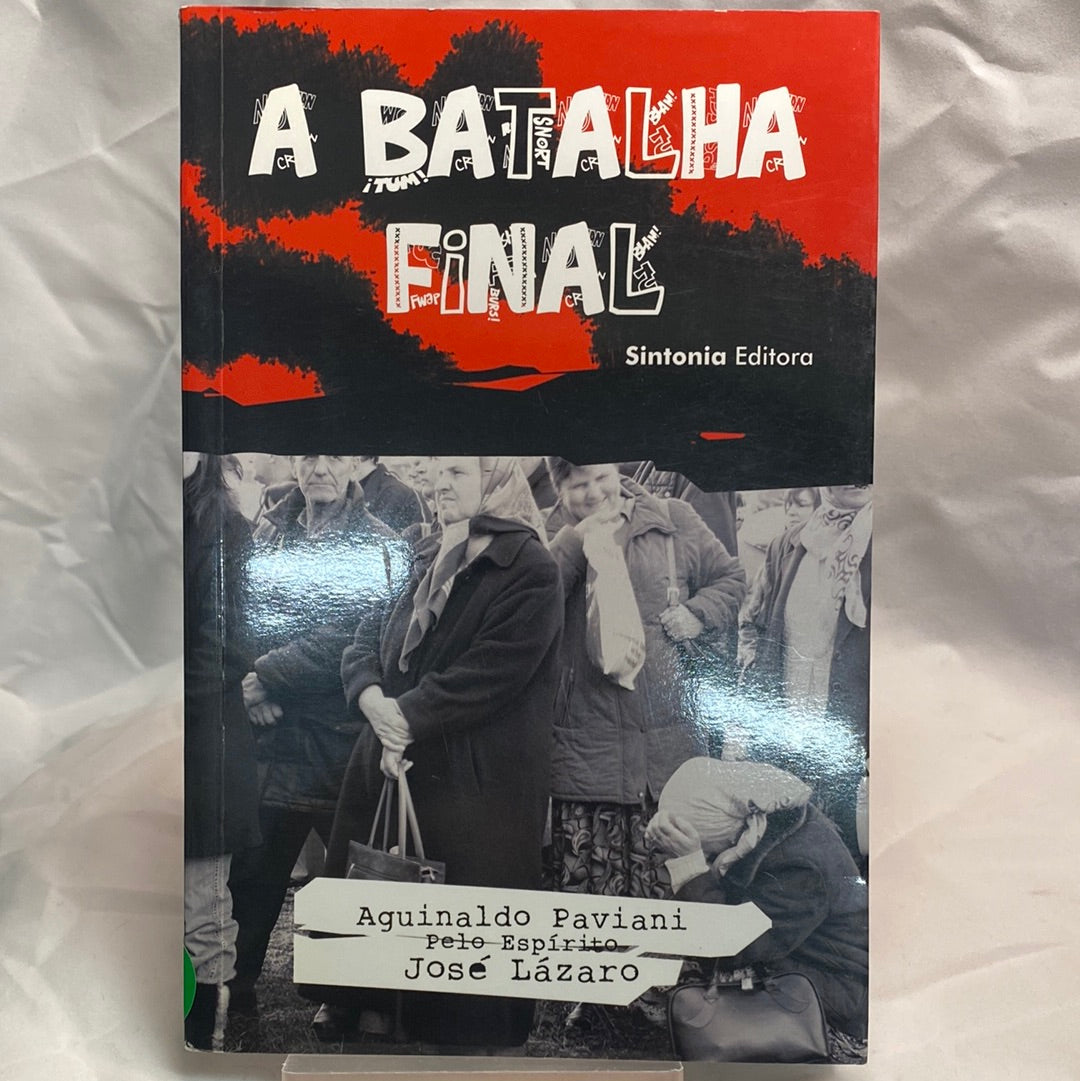 A BATALHA
FiNAL
Sintonia Editora
Aguinaldo Paviani
Pelo Espírito
José Lázaro